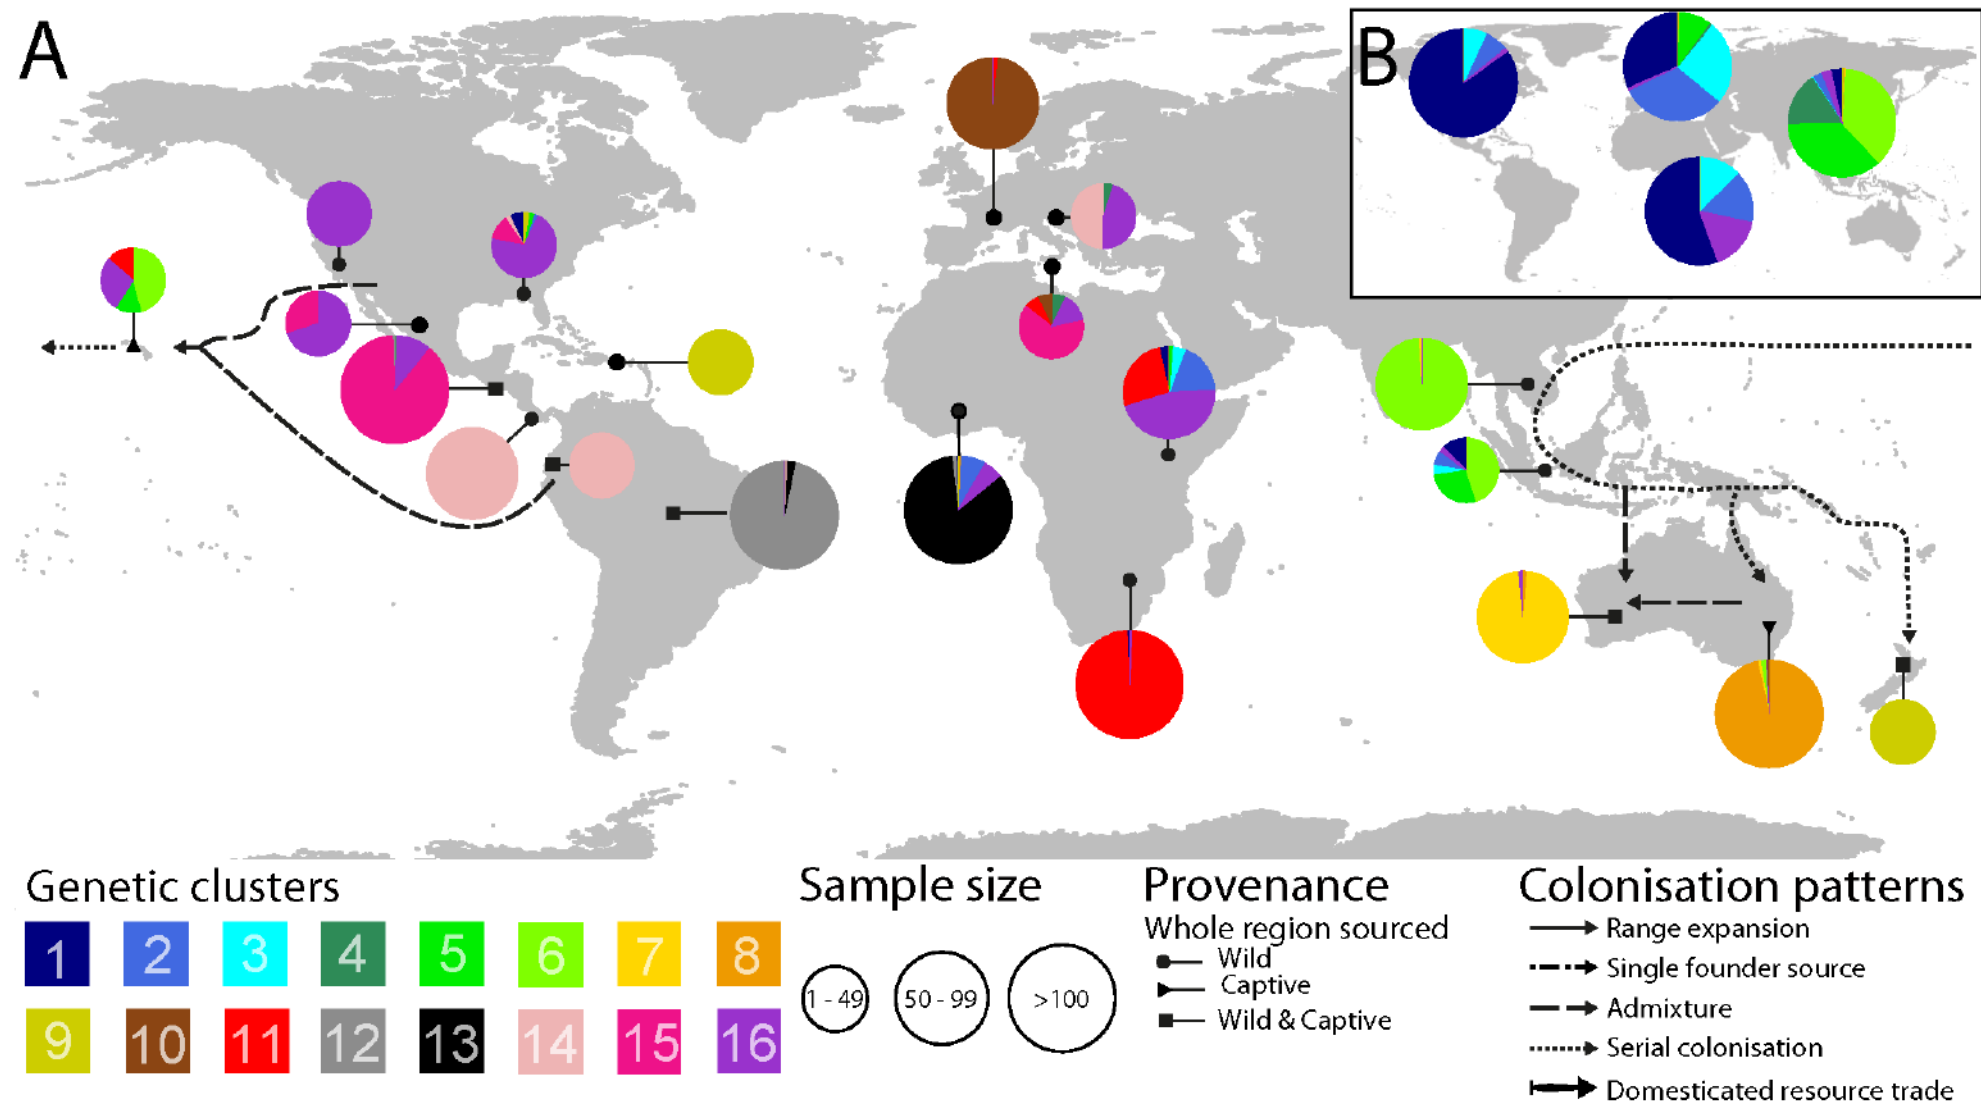 A
B
Genetic clusters
1 2 3 4 5 6 7 8
9 10 11 12 13 14 15 16
Sample size
1 - 49 50 - 99 >100
Provenance
Whole region sourced
Wild
Captive
Wild & Captive
Colonisation patterns
Range expansion
Single founder source
Admixture
Serial colonisation
Domesticated resource trade